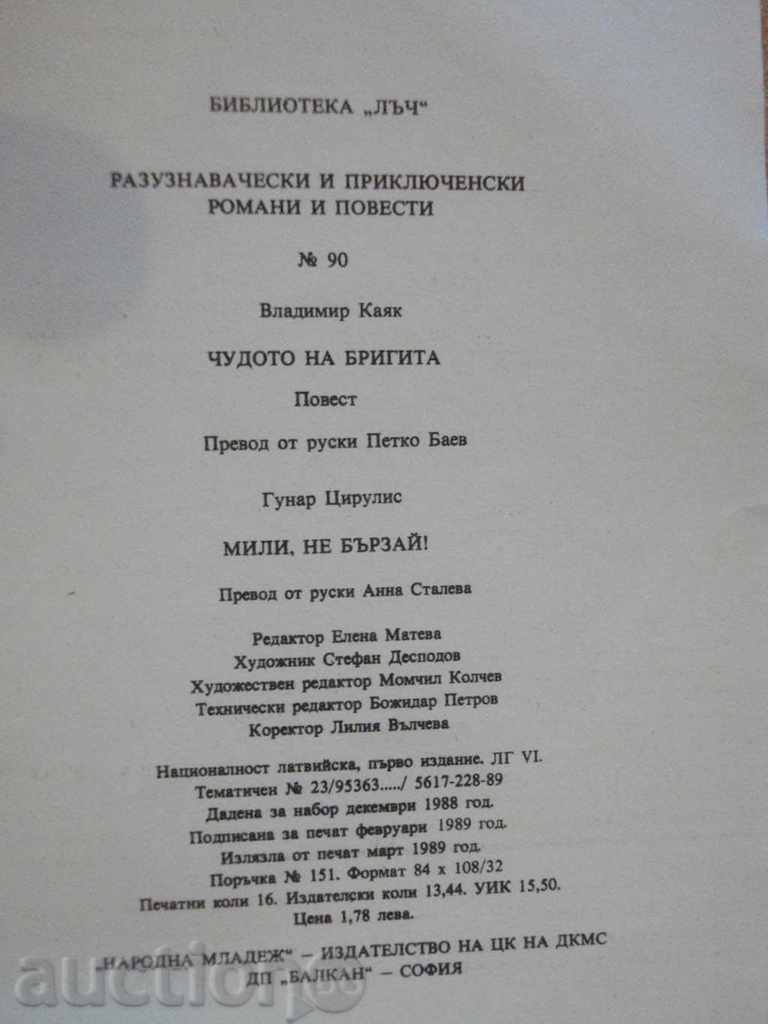 БИБЛИОТЕКА „ЛЪЧ“
РАЗУЗНАВАЧЕСКИ И ПРИКЛЮЧЕНСКИ
РОМАНИ И ПОВЕСТИ
№ 90
Владимир Каяк
ЧУДОТО НА БРИГИТА
Повест
Превод от руски Петко Баев
Гунар Цирулис
МИЛИ, НЕ БЪРЗАЙ!
Превод от руски Анна Сталева
Редактор Елена Матева
Художник Стефан Десподов
Художествен редактор Момчил Колчев
Технически редактор Божидар Петров
Коректор Лилия Вълчева
Националност латвийска, първо издание. ЛГ VI.
Тематичен № 23/95363...../ 5617-228-89
Дадена за набор декември 1988 год.
Подписана за печат февруари 1989 год.
Излязла от печат март 1989 год.
Поръчка № 151. Формат 84 x 108/32
Печатни коли 16. Издателски коли 13,44. УИК 15,50.
Цена 1,78 лева.
„НАРОДНА МЛАДЕЖ“ – ИЗДАТЕЛСТВО НА ЦК НА ДКМС
ДП „БАЛКАН“ – СОФИЯ
auction